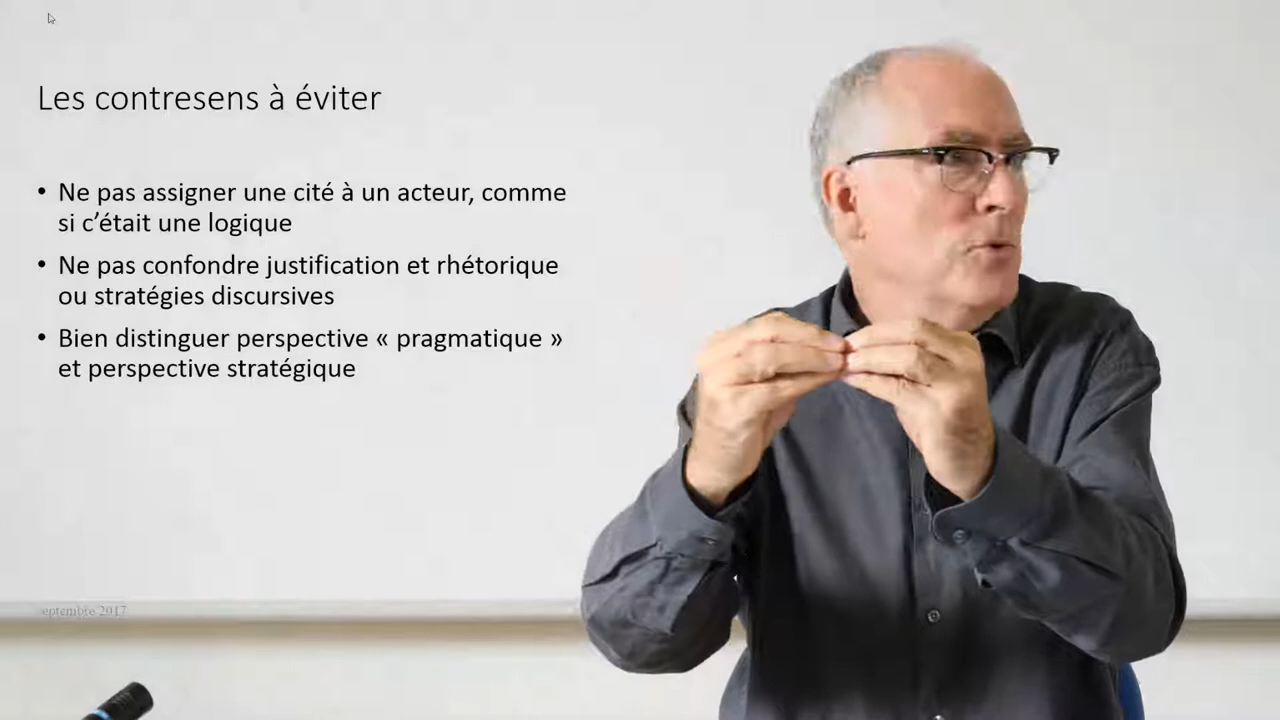 Les contresens à éviter
• Ne pas assigner une cité à un acteur, comme
si c’était une logique
• Ne pas confondre justification et rhétorique
ou stratégies discursives
• Bien distinguer perspective « pragmatique »
et perspective stratégique
eptembre 2017